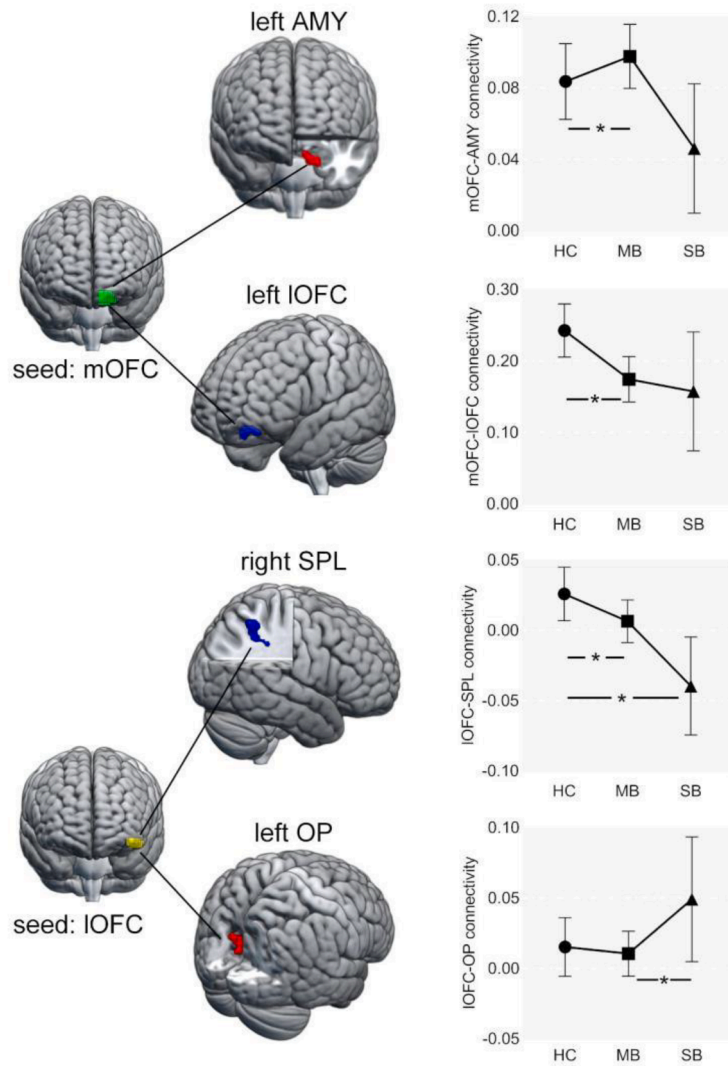 left AMY
mOFC-AMY connectivity
0.12
0.08
0.04
0.00
*
HC MB SB
seed: mOFC
left lOFC
mOFC-lOFC connectivity
0.30
0.20
0.10
0.00
*
HC MB SB
right SPL
lOFC-SPL connectivity
0.05
0.00
-0.05
-0.10
*
*
HC MB SB
seed: lOFC
left OP
lOFC-OP connectivity
0.10
0.05
0.00
-0.05
*
HC MB SB